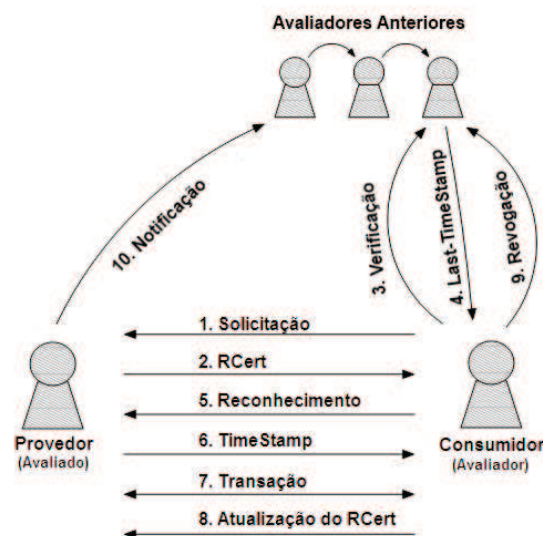 Avaliadores Anteriores
10. Notificação
3. Verificação
4. Last-TimeStamp
9. Revogação
1. Solicitação
2. RCert
5. Reconhecimento
6. TimeStamp
7. Transação
8. Atualização do RCert
Provedor
(Avaliado)
Consumidor
(Avaliador)